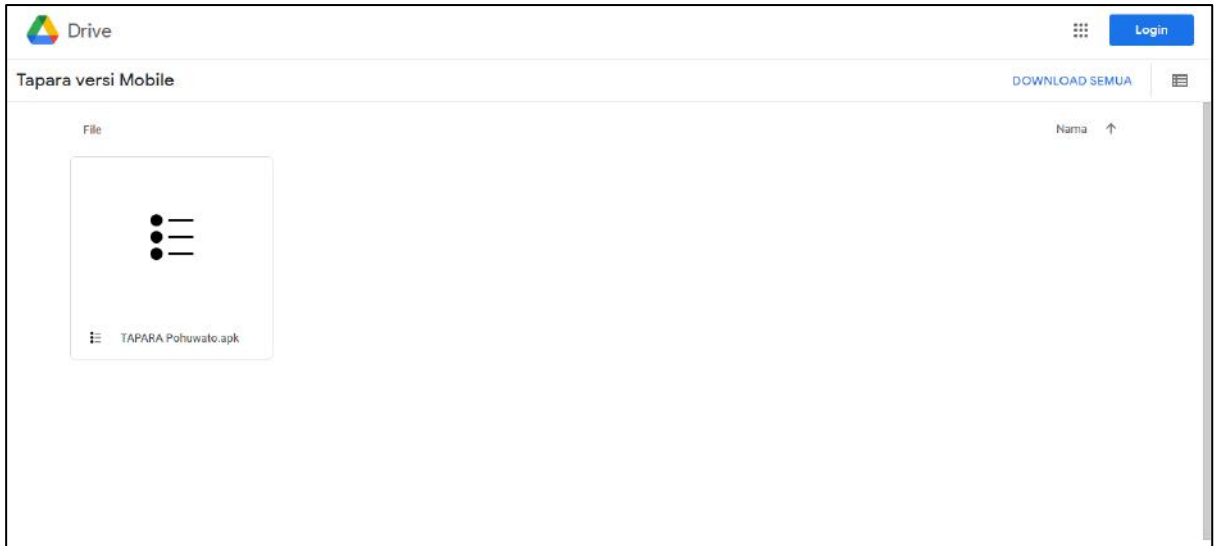 Drive
Login
Tapara versi Mobile
DOWNLOAD SEMUA
File
Nama
TAPARA Pohuwato.apk